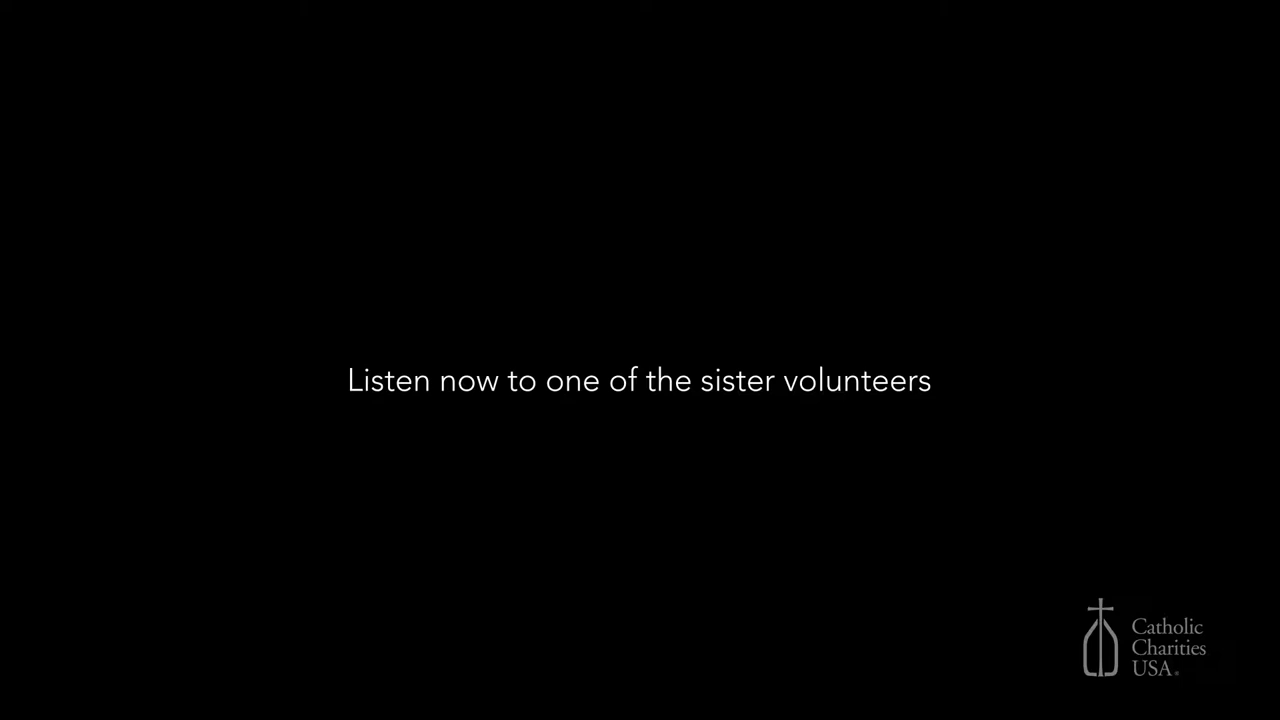 Listen now to one of the sister volunteers
Catholic
Charities
USA®